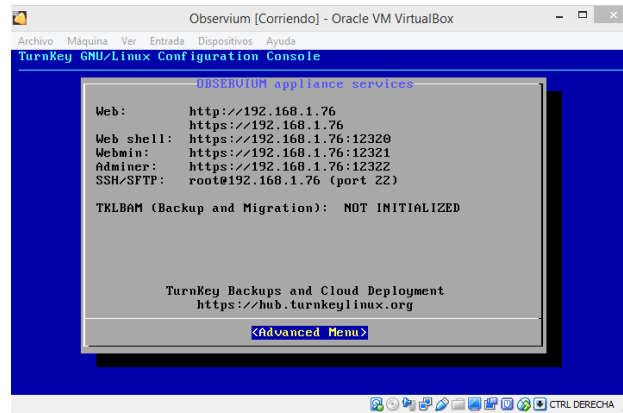 Observium [Corriendo] - Oracle VM VirtualBox
Archivo Máquina Ver Entrada Dispositivos Ayuda
TurnKey GNU/Linux Configuration Console
OBSERVIUM appliance services
Web: http://192.168.1.76
https://192.168.1.76
Web shell: https://192.168.1.76:12320
Webmin: https://192.168.1.76:12321
Adminer: https://192.168.1.76:12322
SSH/SFTP: root@192.168.1.76 (port 22)
TKLBAM (Backup and Migration): NOT INITIALIZED
TurnKey Backups and Cloud Deployment
https://hub.turnkeylinux.org
<Advanced Menu>
CTRL DERECHA